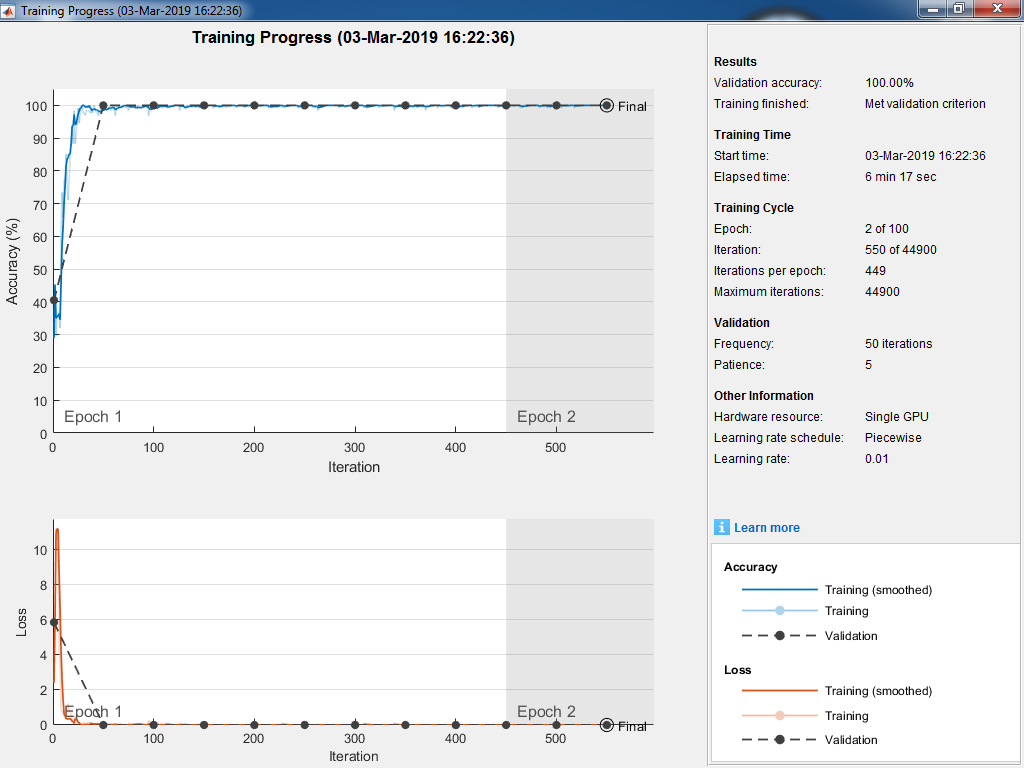 Training Progress (03-Mar-2019 16:22:36)
Training Progress (03-Mar-2019 16:22:36)
100
90
80
70
60
50
40
30
20
10
0
Accuracy (%)
Final
Epoch 1
Epoch 2
0 100 200 300 400 500
Iteration
10
8
6
4
2
0
Loss
Epoch 1
Epoch 2
Final
0 100 200 300 400 500
Iteration
Results
Validation accuracy: 100.00%
Training finished: Met validation criterion
Training Time
Start time: 03-Mar-2019 16:22:36
Elapsed time: 6 min 17 sec
Training Cycle
Epoch: 2 of 100
Iteration: 550 of 44900
Iterations per epoch: 449
Maximum iterations: 44900
Validation
Frequency: 50 iterations
Patience: 5
Other Information
Hardware resource: Single GPU
Learning rate schedule: Piecewise
Learning rate: 0.01
i Learn more
Accuracy
Training (smoothed)
Training
Validation
Loss
Training (smoothed)
Training
Validation